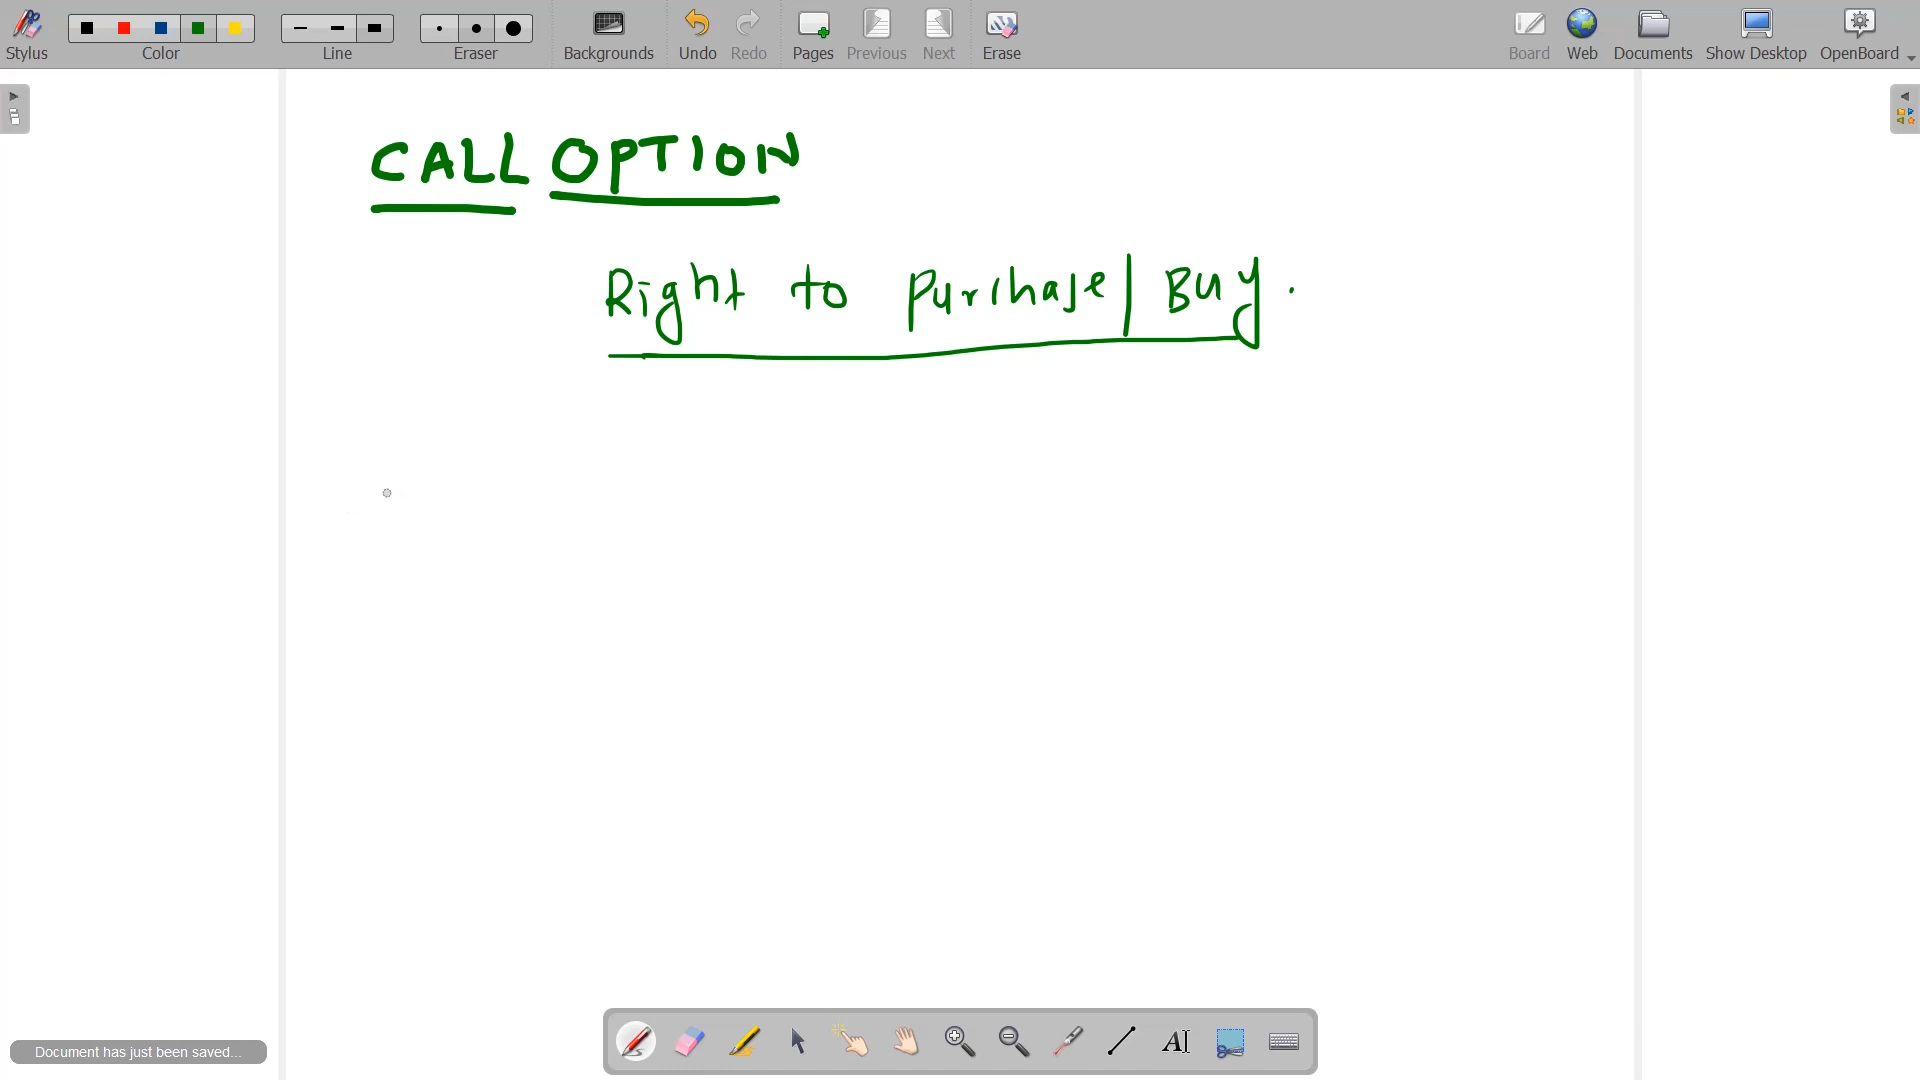 Stylus Color Line Eraser Backgrounds Undo Redo Pages Previous Next Erase Board Web Documents Show Desktop OpenBoard
CALL OPTION
Right to Purchase | Buy .
Document has just been saved...